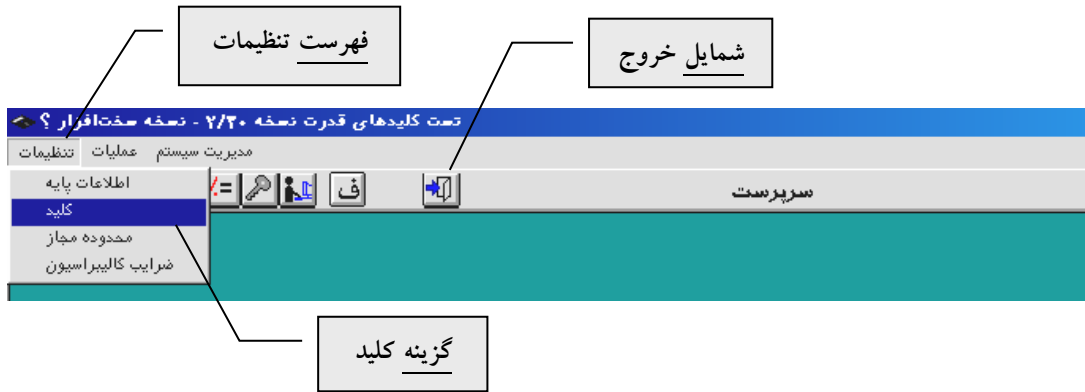 فهرست تنظیمات
شمایل خروج
تست کلیدهای قدرت نسخه ۲/۳۰ - نسخه سخت‌افزار ؟
تنظیمات عملیات مدیریت سیستم
اطلاعات پایه
کلید
محدوده مجاز
ضرایب کالیبراسیون
ف
سرپرست
گزینه کلید